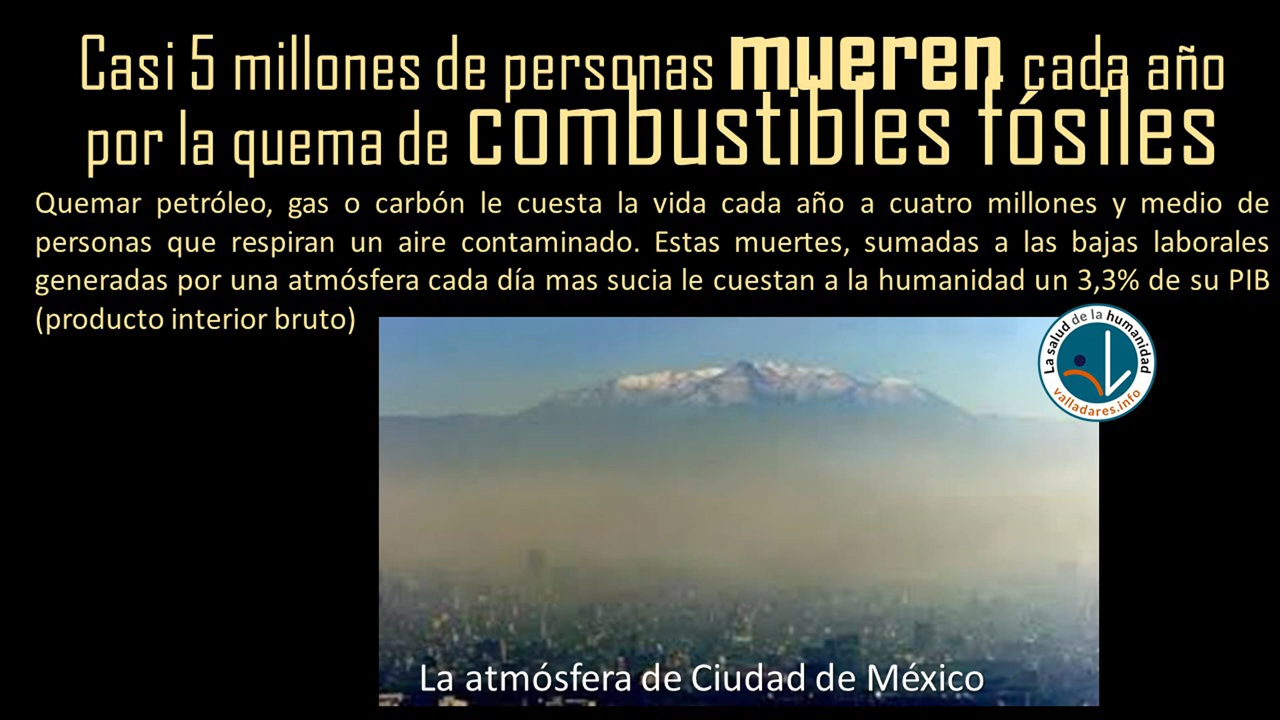 Casi 5 millones de personas mueren cada año
por la quema de combustibles fósiles
Quemar petróleo, gas o carbón le cuesta la vida cada año a cuatro millones y medio de
personas que respiran un aire contaminado. Estas muertes, sumadas a las bajas laborales
generadas por una atmósfera cada día mas sucia le cuestan a la humanidad un 3,3% de su PIB
(producto interior bruto)
La salud de la humanidad
valladares.info
La atmósfera de Ciudad de México